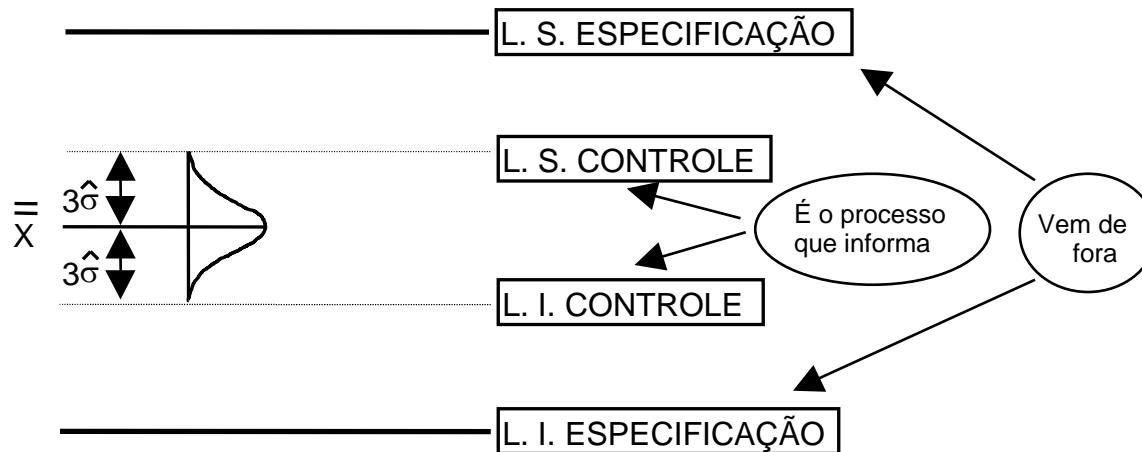 L. S. ESPECIFICAÇÃO
L. S. CONTROLE
3σ̂
X̿
3σ̂
É o processo
que informa
Vem de
fora
L. I. CONTROLE
L. I. ESPECIFICAÇÃO